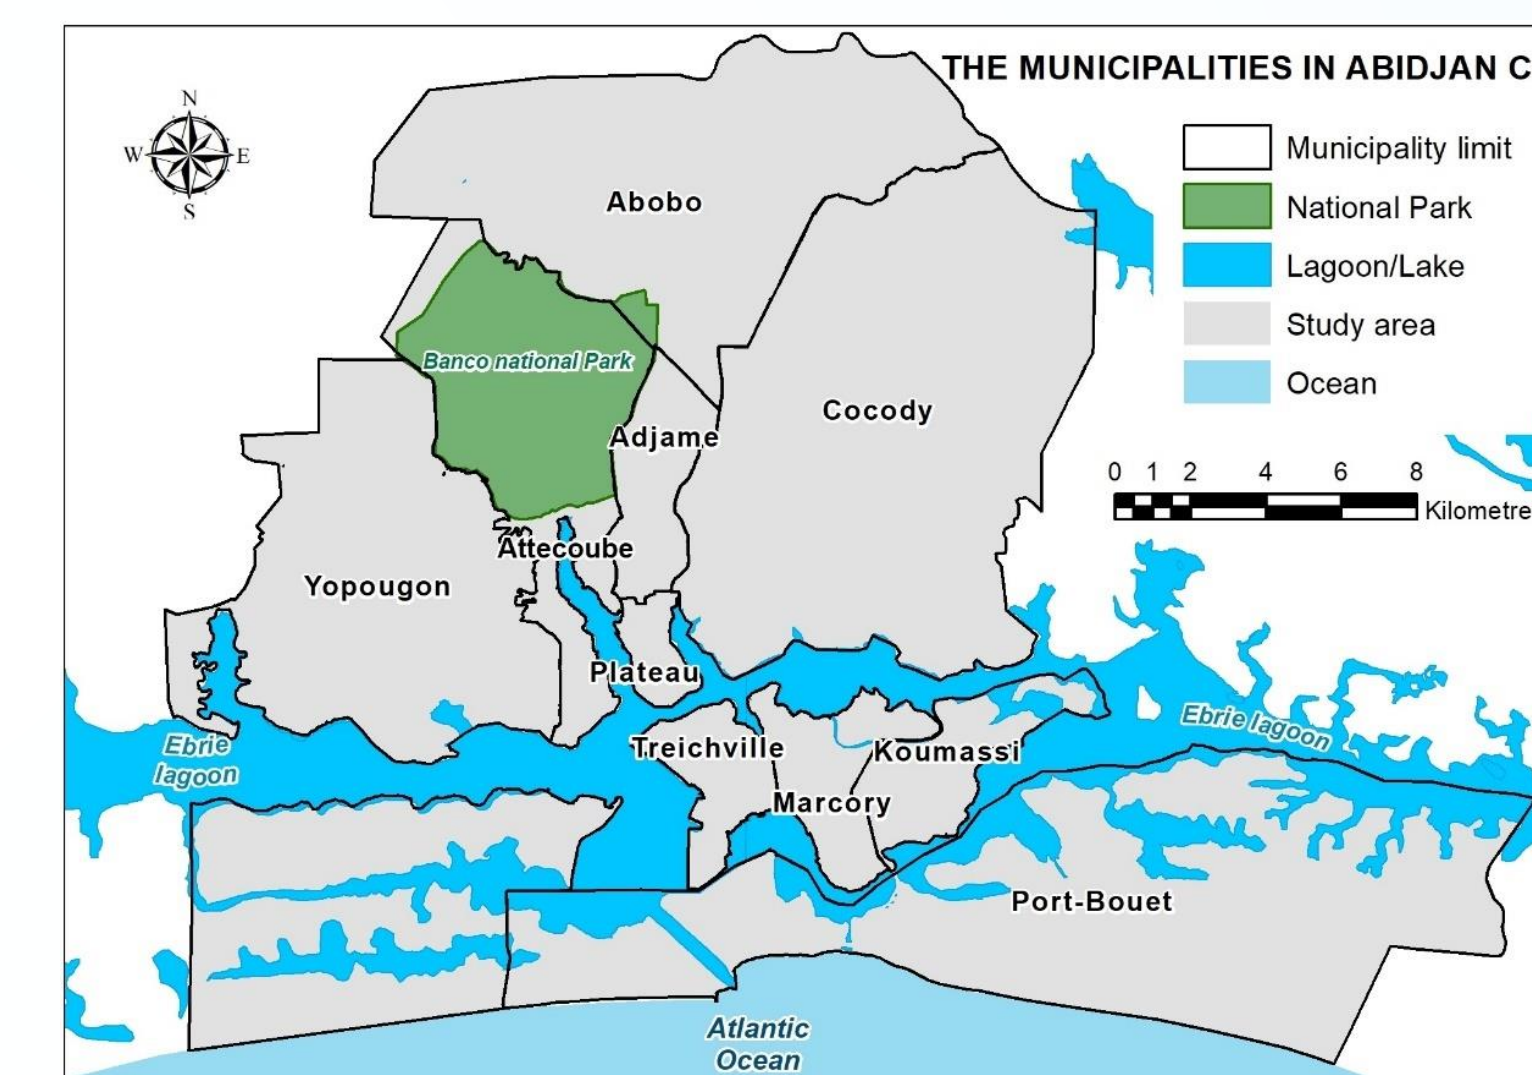 THE MUNICIPALITIES IN ABIDJAN C
N
W E
S
Municipality limit
National Park
Lagoon/Lake
Study area
Ocean
0 1 2 4 6 8
Kilometre
Abobo
Banco national Park
Cocody
Adjame
Attecoube
Yopougon
Plateau
Ebrie
lagoon
Treichville
Koumassi
Ebrie lagoon
Marcory
Port-Bouet
Atlantic
Ocean